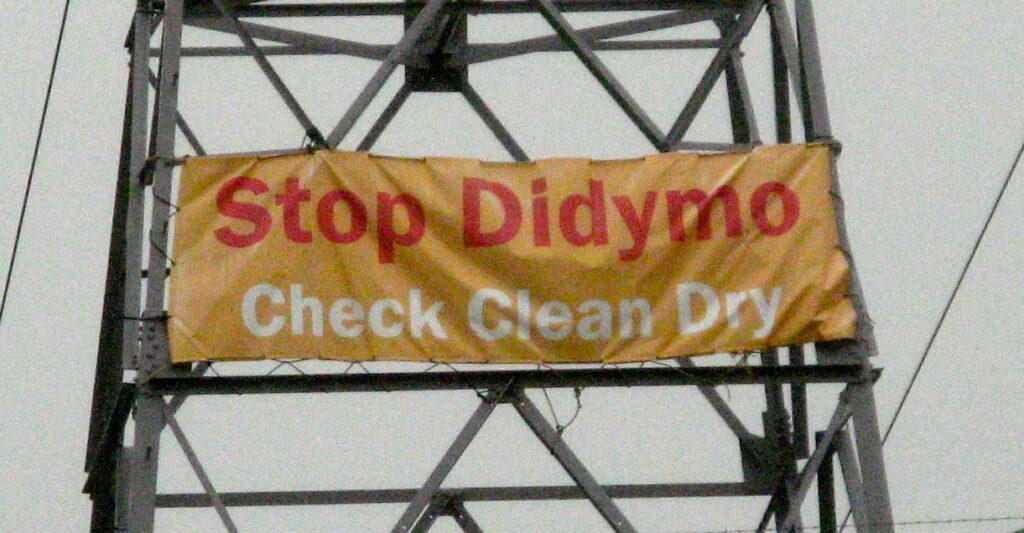 Stop Didymo
Check Clean Dry